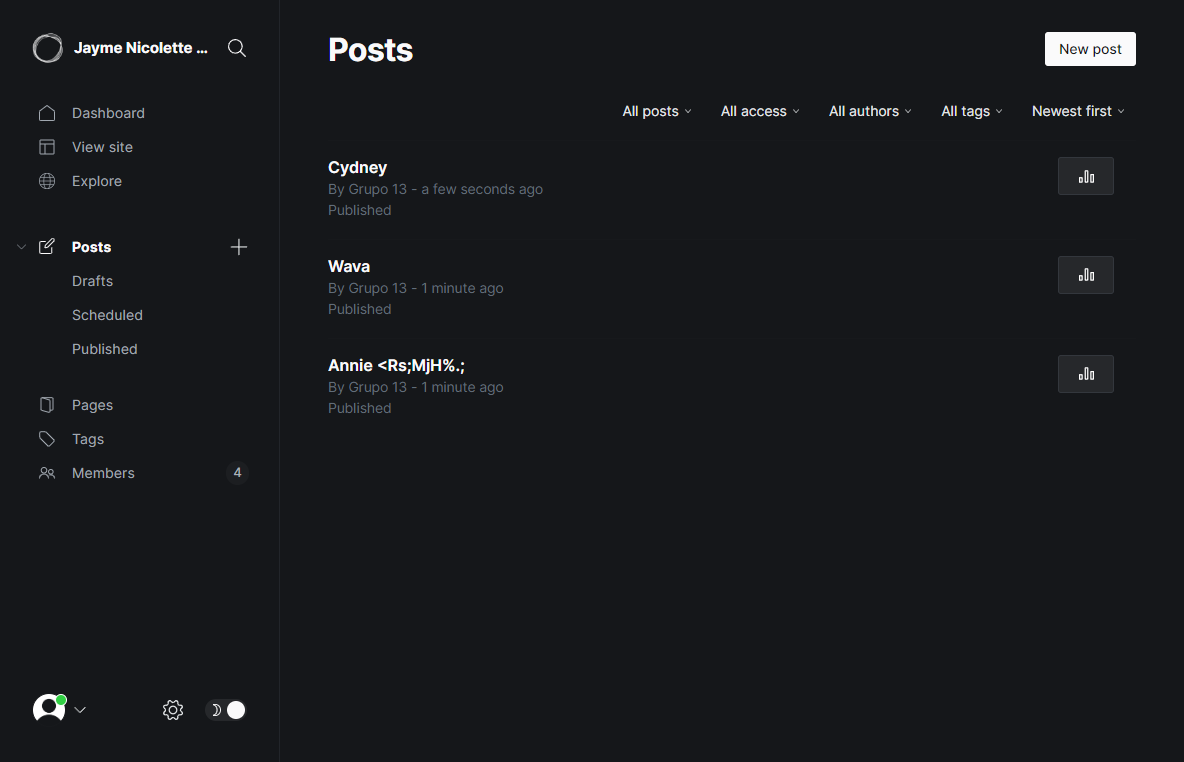 Jayme Nicolette ...
Dashboard
View site
Explore
Posts
Drafts
Scheduled
Published
Pages
Tags
Members 4
Posts
New post
All posts All access All authors All tags Newest first
Cydney
By Grupo 13 - a few seconds ago
Published
Wava
By Grupo 13 - 1 minute ago
Published
Annie <Rs;MjH%.;
By Grupo 13 - 1 minute ago
Published